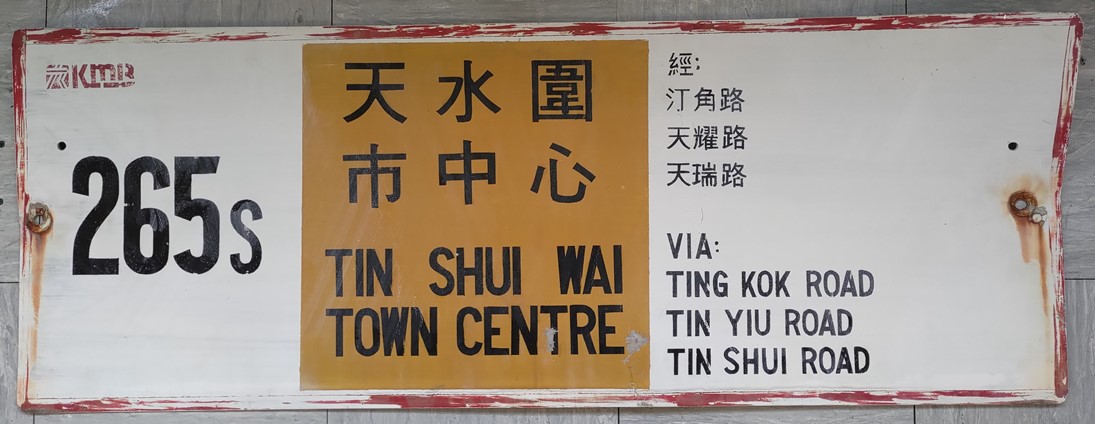 KMB
265S
天水圍
市中心
TIN SHUI WAI
TOWN CENTRE
經:
汀角路
天耀路
天瑞路
VIA:
TING KOK ROAD
TIN YIU ROAD
TIN SHUI ROAD